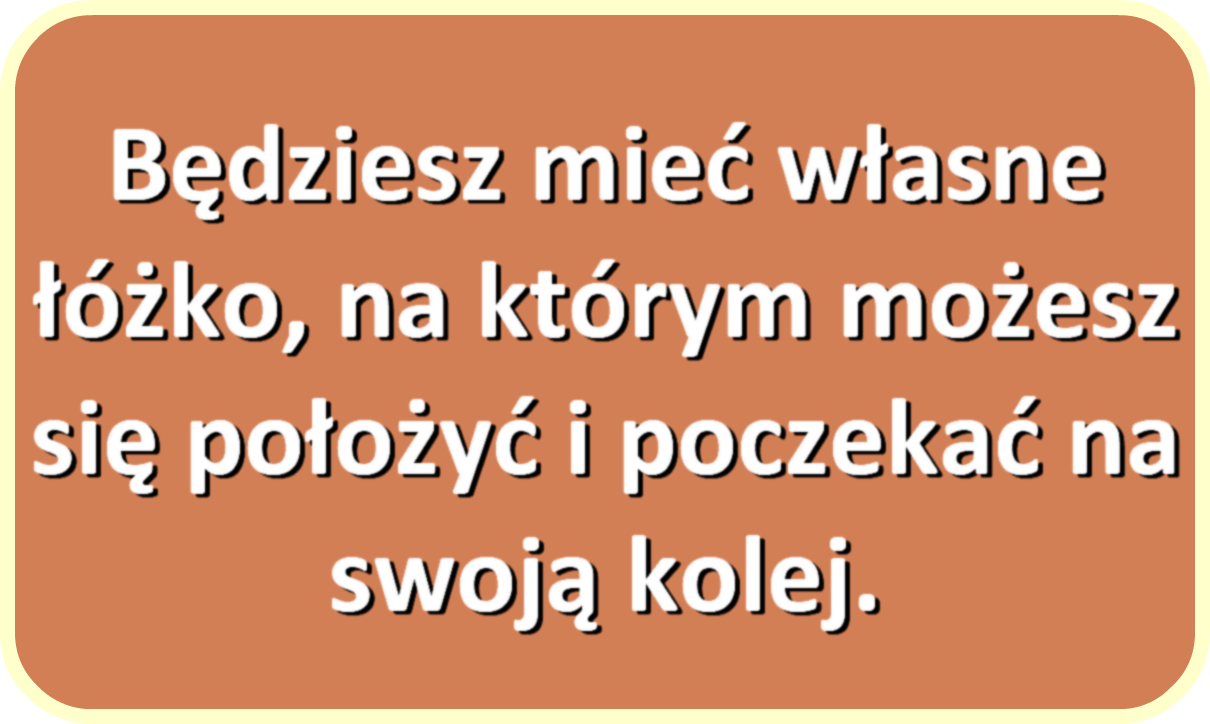 Będziesz mieć własne
łóżko, na którym możesz
się położyć i poczekać na
swoją kolej.